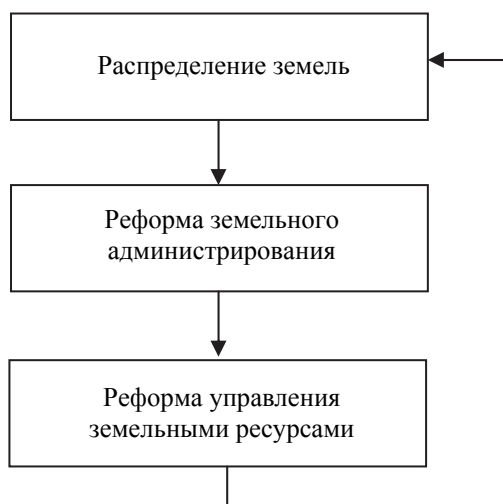 Распределение земель
Реформа земельного
администрирования
Реформа управления
земельными ресурсами